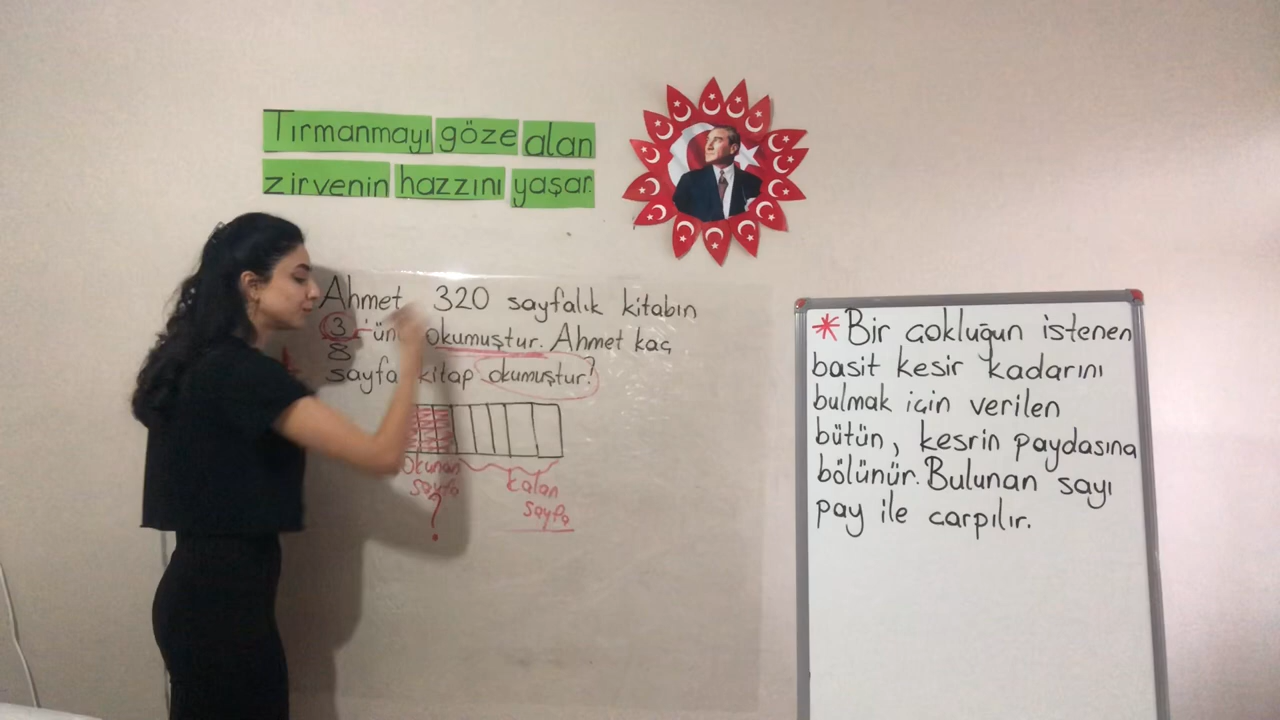 Tırmanmayı göze alan
zirvenin hazzını yaşar.
Ahmet 320 sayfalık kitabın
3
8
'ünü okumuştur. Ahmet kaç
sayfa kitap okumuştur?
Okunan
sayfa
?
kalan
sayfa
* Bir çokluğun istenen
basit kesir kadarını
bulmak için verilen
bütün, kesrin paydasına
bölünür. Bulunan sayı
pay ile çarpılır.